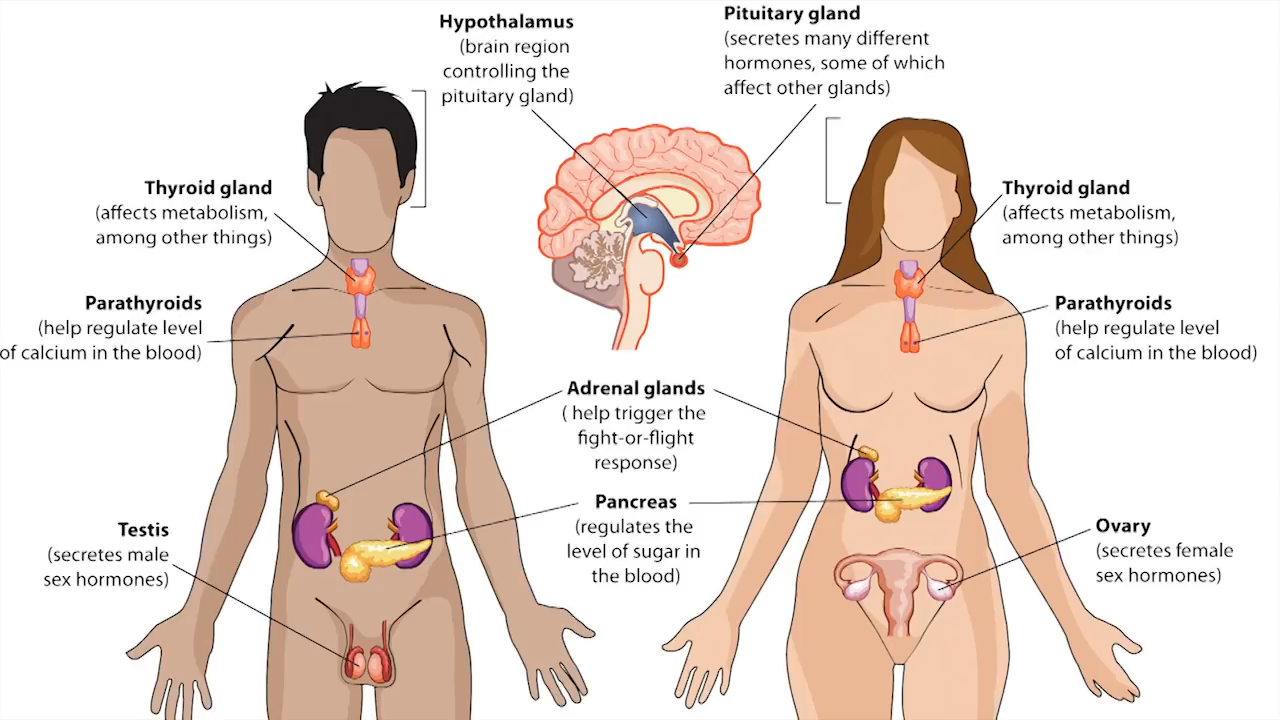 Hypothalamus
(brain region
controlling the
pituitary gland)
Pituitary gland
(secretes many different
hormones, some of which
affect other glands)
Thyroid gland
(affects metabolism,
among other things)
Thyroid gland
(affects metabolism,
among other things)
Parathyroids
(help regulate level
of calcium in the blood)
Parathyroids
(help regulate level
of calcium in the blood)
Adrenal glands
( help trigger the
fight-or-flight
response)
Pancreas
(regulates the
level of sugar in
the blood)
Testis
(secretes male
sex hormones)
Ovary
(secretes female
sex hormones)